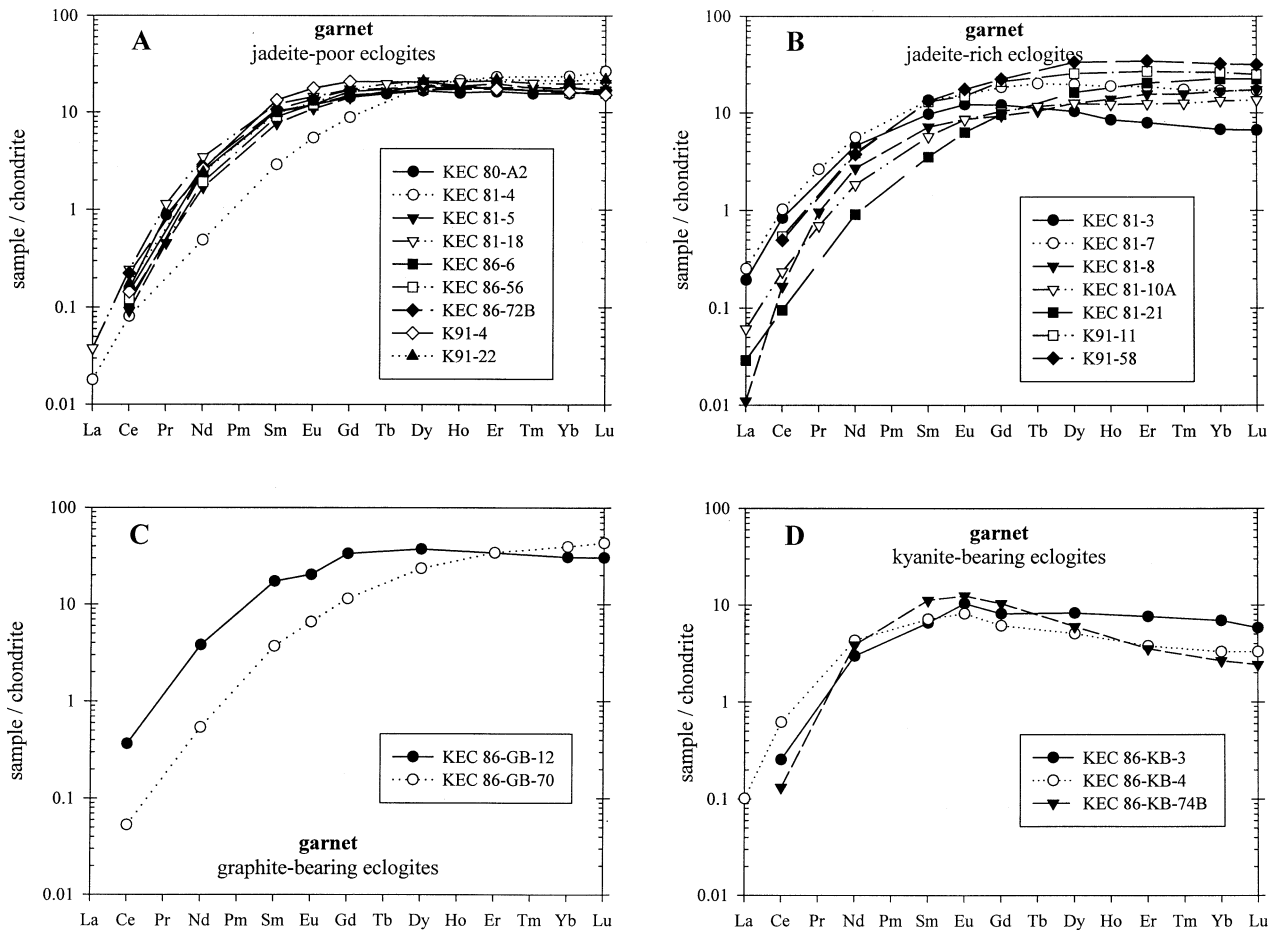 A
garnet
jadeite-poor eclogites
sample / chondrite
100
10
1
0.1
0.01
KEC 80-A2
KEC 81-4
KEC 81-5
KEC 81-18
KEC 86-6
KEC 86-56
KEC 86-72B
K91-4
K91-22
La Ce Pr Nd Pm Sm Eu Gd Tb Dy Ho Er Tm Yb Lu
B
garnet
jadeite-rich eclogites
sample / chondrite
100
10
1
0.1
0.01
KEC 81-3
KEC 81-7
KEC 81-8
KEC 81-10A
KEC 81-21
K91-11
K91-58
La Ce Pr Nd Pm Sm Eu Gd Tb Dy Ho Er Tm Yb Lu
C
sample / chondrite
100
10
1
0.1
0.01
KEC 86-GB-12
KEC 86-GB-70
garnet
graphite-bearing eclogites
La Ce Pr Nd Pm Sm Eu Gd Tb Dy Ho Er Tm Yb Lu
D
garnet
kyanite-bearing eclogites
sample / chondrite
100
10
1
0.1
0.01
KEC 86-KB-3
KEC 86-KB-4
KEC 86-KB-74B
La Ce Pr Nd Pm Sm Eu Gd Tb Dy Ho Er Tm Yb Lu